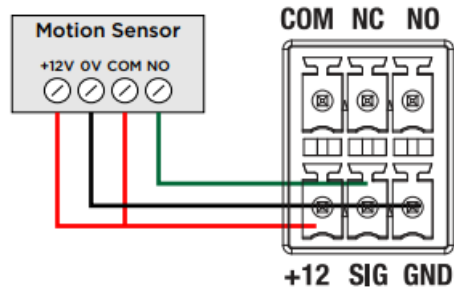 COM NC NO
Motion Sensor
+12V 0V COM NO
+12 SIG GND